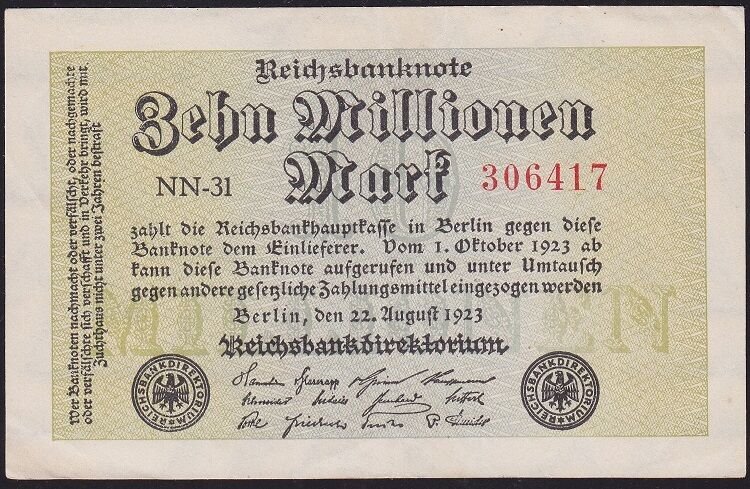 Reichsbanknote
Zehn Millionen
Mark
NN-31
306417
zahlt die Reichsbankhauptkasse in Berlin gegen diese
Banknote dem Einlieferer. Vom 1. Oktober 1923 ab
kann diese Banknote aufgerufen und unter Umtausch
gegen andere gesetzliche Zahlungsmittel eingezogen werden
Berlin, den 22. August 1923
Reichsbankdirektorium
REICHSBANKDIREKTORIUM
REICHSBANKDIREKTORIUM
Wer Banknoten nachmacht oder verfälscht, oder nachgemachte
oder verfälschte sich verschafft und in Verkehr bringt, wird mit
Zuchthaus nicht unter zwei Jahren bestraft